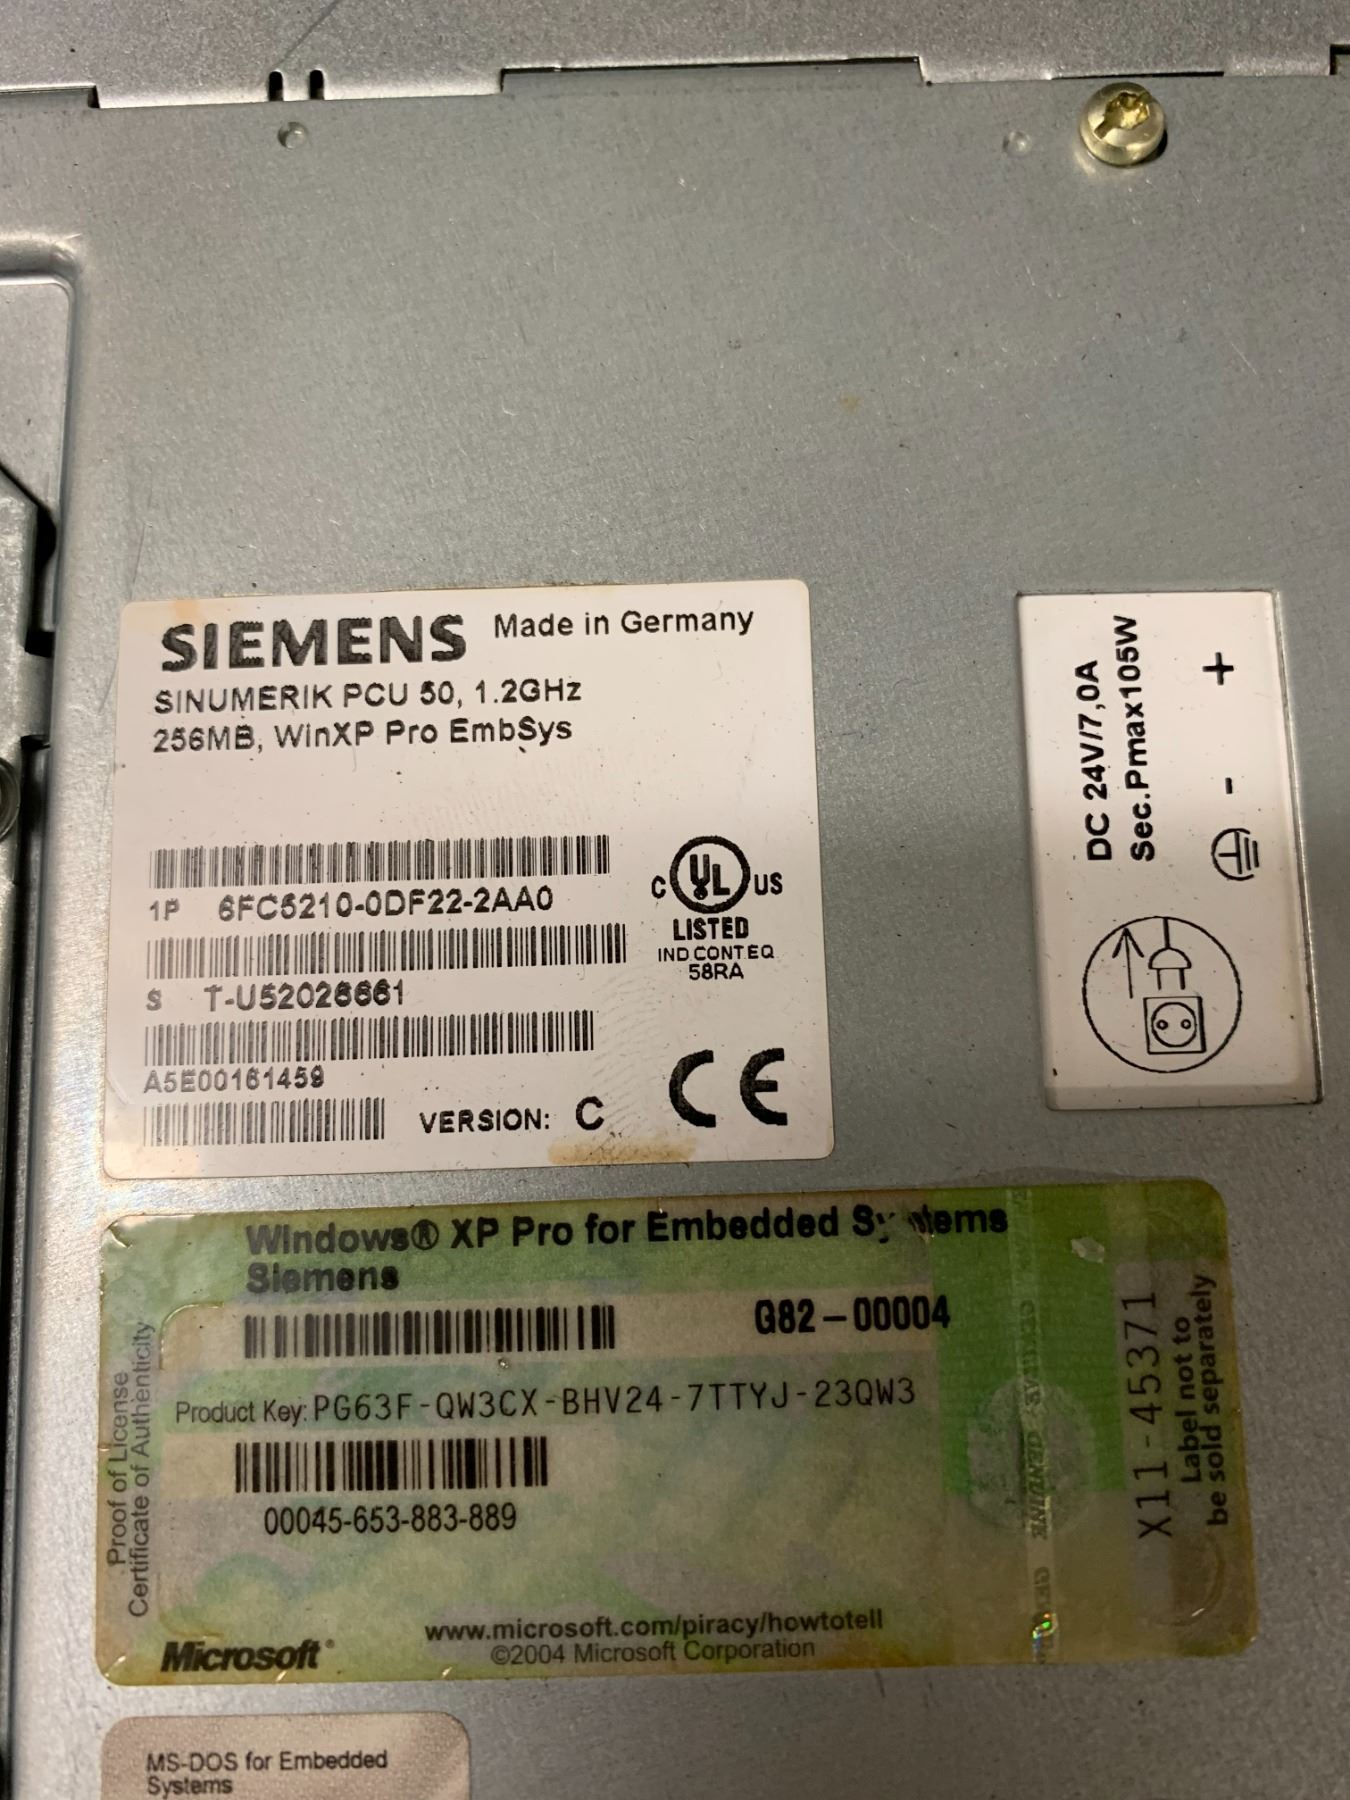 SIEMENS Made in Germany
SINUMERIK PCU 50, 1.2GHz
256MB, WinXP Pro EmbSys
1P 6FC5210-0DF22-2AA0
S T-U52026661
A5E00161459
VERSION: C
C UL US
LISTED
IND CONT EQ
58RA
CE
DC 24V/7,0A
Sec.Pmax105W
+ -
Windows® XP Pro for Embedded Systems
Siemens
G82-00004
Product Key: PG63F-QW3CX-BHV24-7TTYJ-23QW3
00045-653-883-889
www.microsoft.com/piracy/howtotell
©2004 Microsoft Corporation
Microsoft®
Proof of License
Certificate of Authenticity
X11-45371
Label not to
be sold separately
GENUINE
MS-DOS for Embedded
Systems